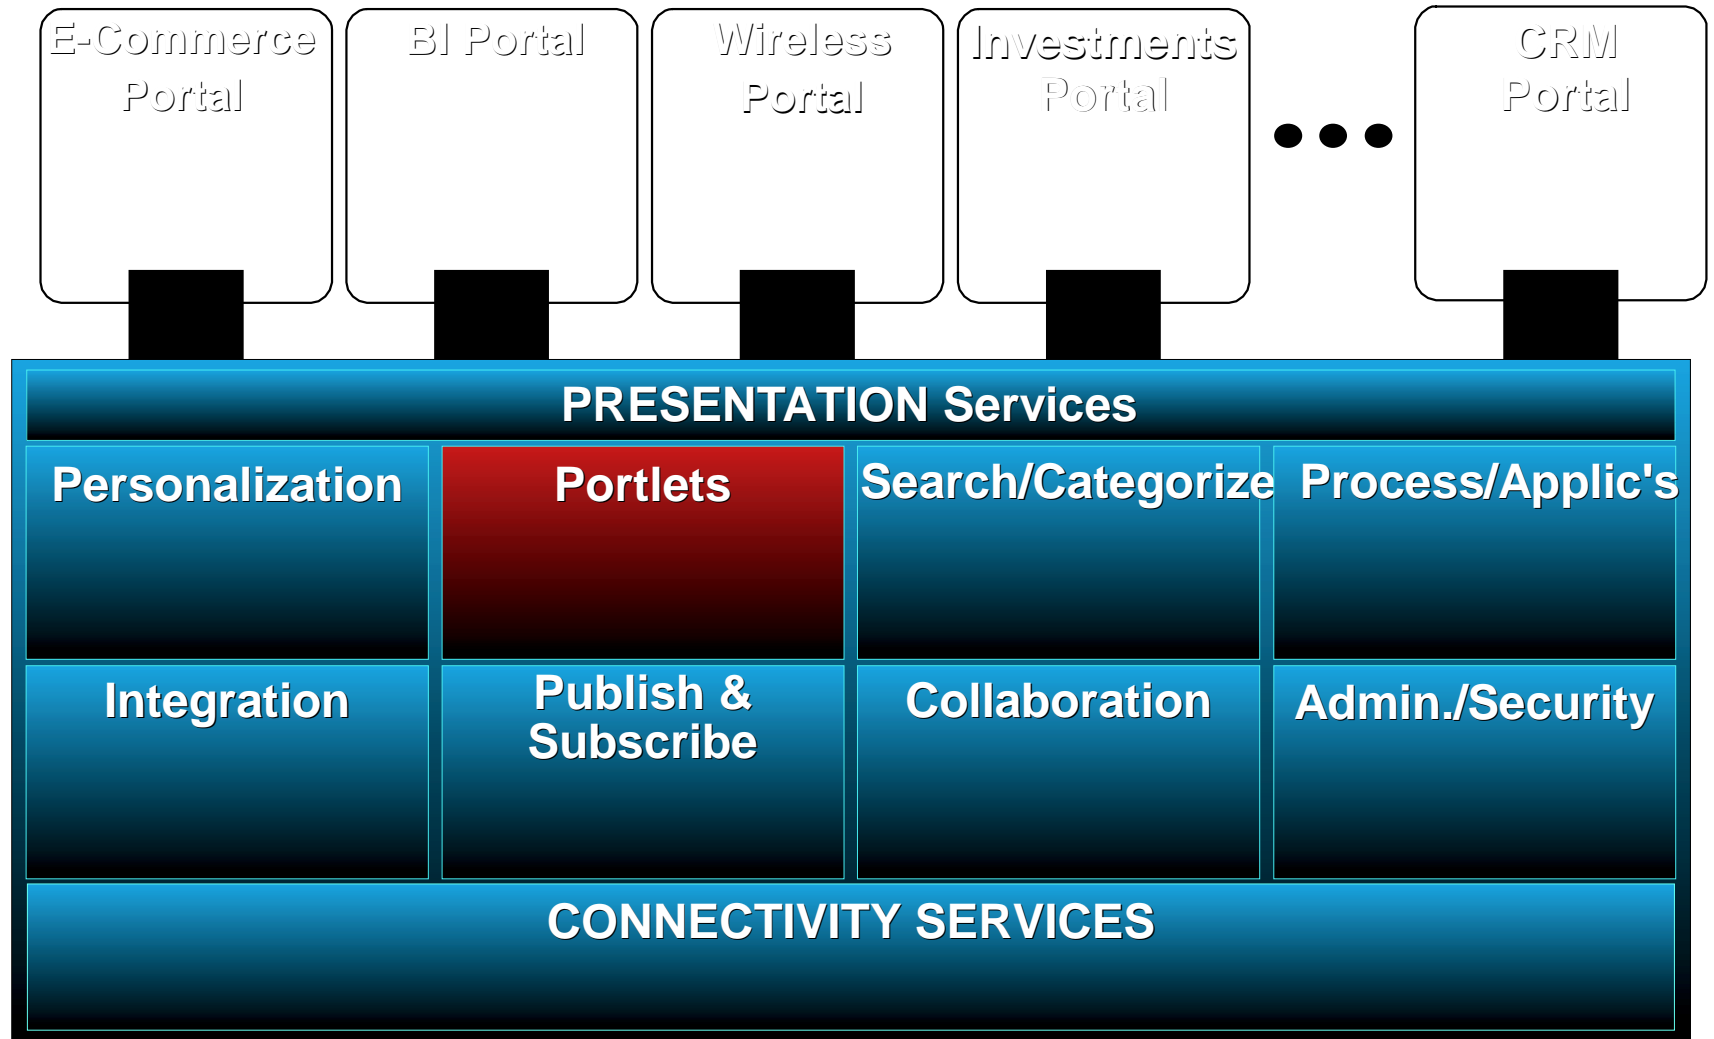 E-Commerce
Portal
BI Portal
Wireless
Portal
Investments
Portal
CRM
Portal
PRESENTATION Services
Personalization
Portlets
Search/Categorize
Process/Applic's
Integration
Publish &
Subscribe
Collaboration
Admin./Security
CONNECTIVITY SERVICES